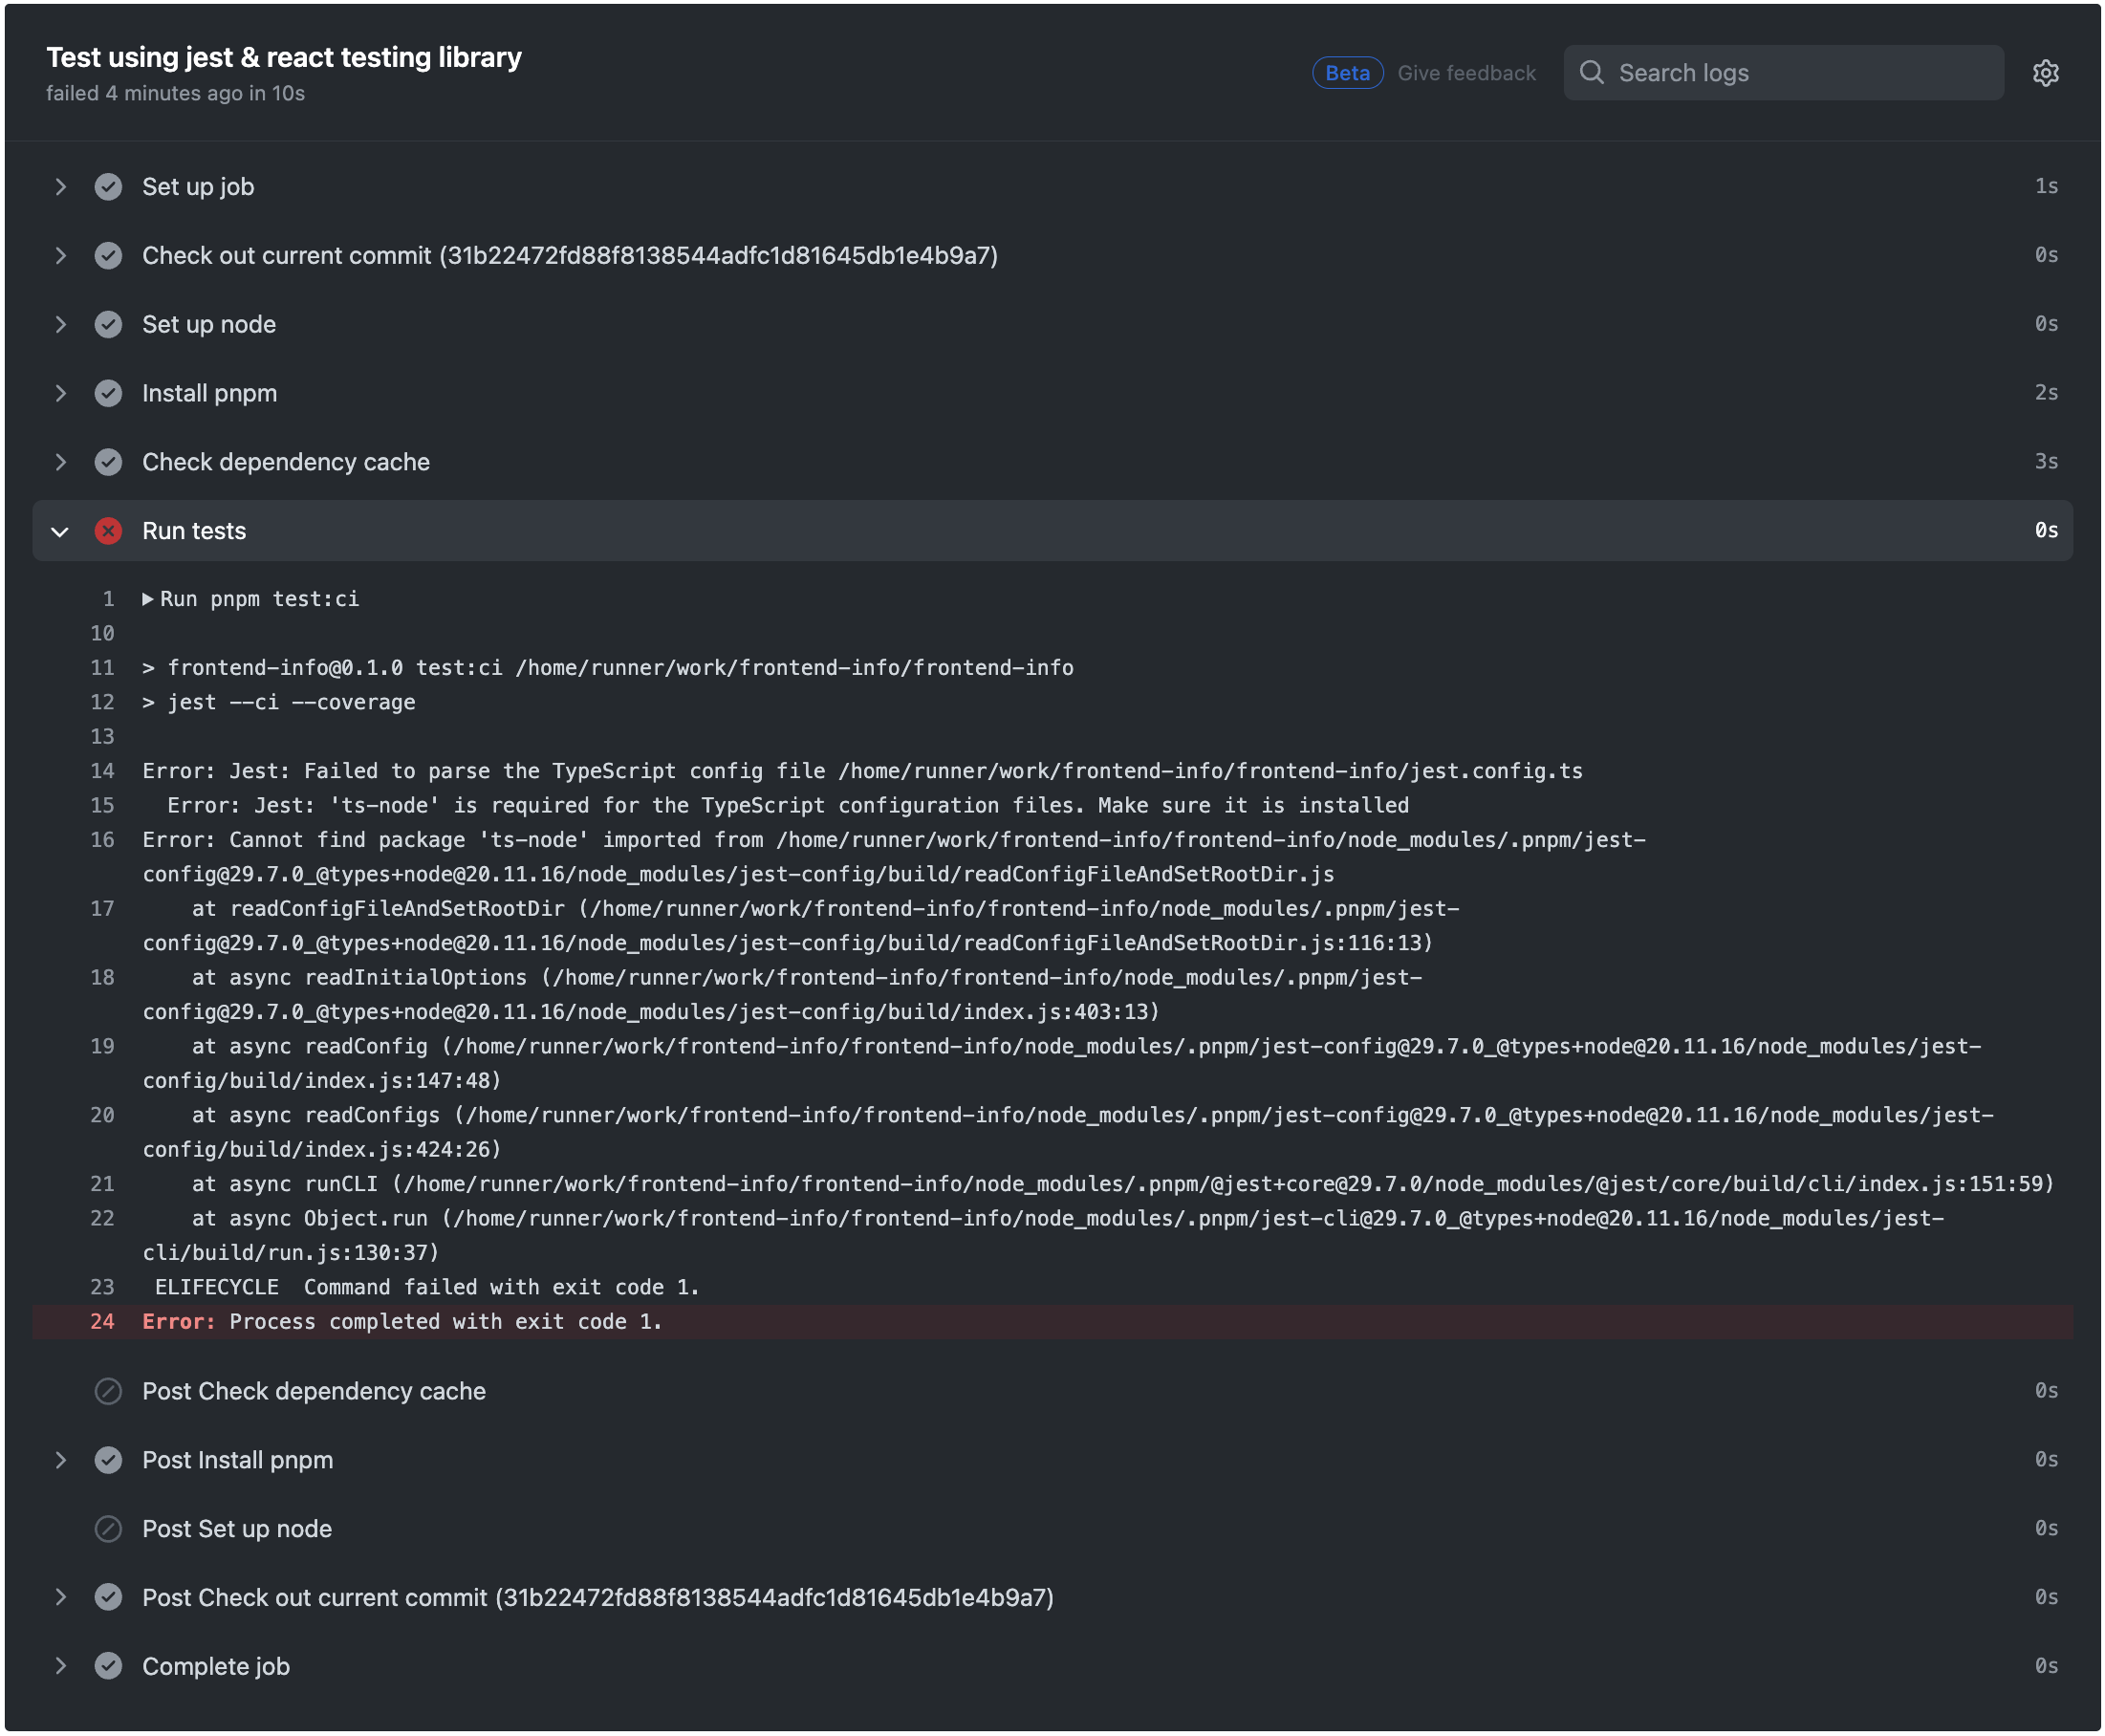 Test using jest & react testing library
failed 4 minutes ago in 10s
Beta Give feedback
Search logs
Set up job 1s
Check out current commit (31b22472fd88f8138544adfc1d81645db1e4b9a7) 0s
Set up node 0s
Install pnpm 2s
Check dependency cache 3s
Run tests 0s
1 Run pnpm test:ci
10
11 > frontend-info@0.1.0 test:ci /home/runner/work/frontend-info/frontend-info
12 > jest --ci --coverage
13
14 Error: Jest: Failed to parse the TypeScript config file /home/runner/work/frontend-info/frontend-info/jest.config.ts
15 Error: Jest: 'ts-node' is required for the TypeScript configuration files. Make sure it is installed
16 Error: Cannot find package 'ts-node' imported from /home/runner/work/frontend-info/frontend-info/node_modules/.pnpm/jest-
config@29.7.0_@types+node@20.11.16/node_modules/jest-config/build/readConfigFileAndSetRootDir.js
17 at readConfigFileAndSetRootDir (/home/runner/work/frontend-info/frontend-info/node_modules/.pnpm/jest-
config@29.7.0_@types+node@20.11.16/node_modules/jest-config/build/readConfigFileAndSetRootDir.js:116:13)
18 at async readInitialOptions (/home/runner/work/frontend-info/frontend-info/node_modules/.pnpm/jest-
config@29.7.0_@types+node@20.11.16/node_modules/jest-config/build/index.js:403:13)
19 at async readConfig (/home/runner/work/frontend-info/frontend-info/node_modules/.pnpm/jest-config@29.7.0_@types+node@20.11.16/node_modules/jest-
config/build/index.js:147:48)
20 at async readConfigs (/home/runner/work/frontend-info/frontend-info/node_modules/.pnpm/jest-config@29.7.0_@types+node@20.11.16/node_modules/jest-
config/build/index.js:424:26)
21 at async runCLI (/home/runner/work/frontend-info/frontend-info/node_modules/.pnpm/@jest+core@29.7.0/node_modules/@jest/core/build/cli/index.js:151:59)
22 at async Object.run (/home/runner/work/frontend-info/frontend-info/node_modules/.pnpm/jest-cli@29.7.0_@types+node@20.11.16/node_modules/jest-
cli/build/run.js:130:37)
23 ELIFECYCLE Command failed with exit code 1.
24 Error: Process completed with exit code 1.
Post Check dependency cache 0s
Post Install pnpm 0s
Post Set up node 0s
Post Check out current commit (31b22472fd88f8138544adfc1d81645db1e4b9a7) 0s
Complete job 0s